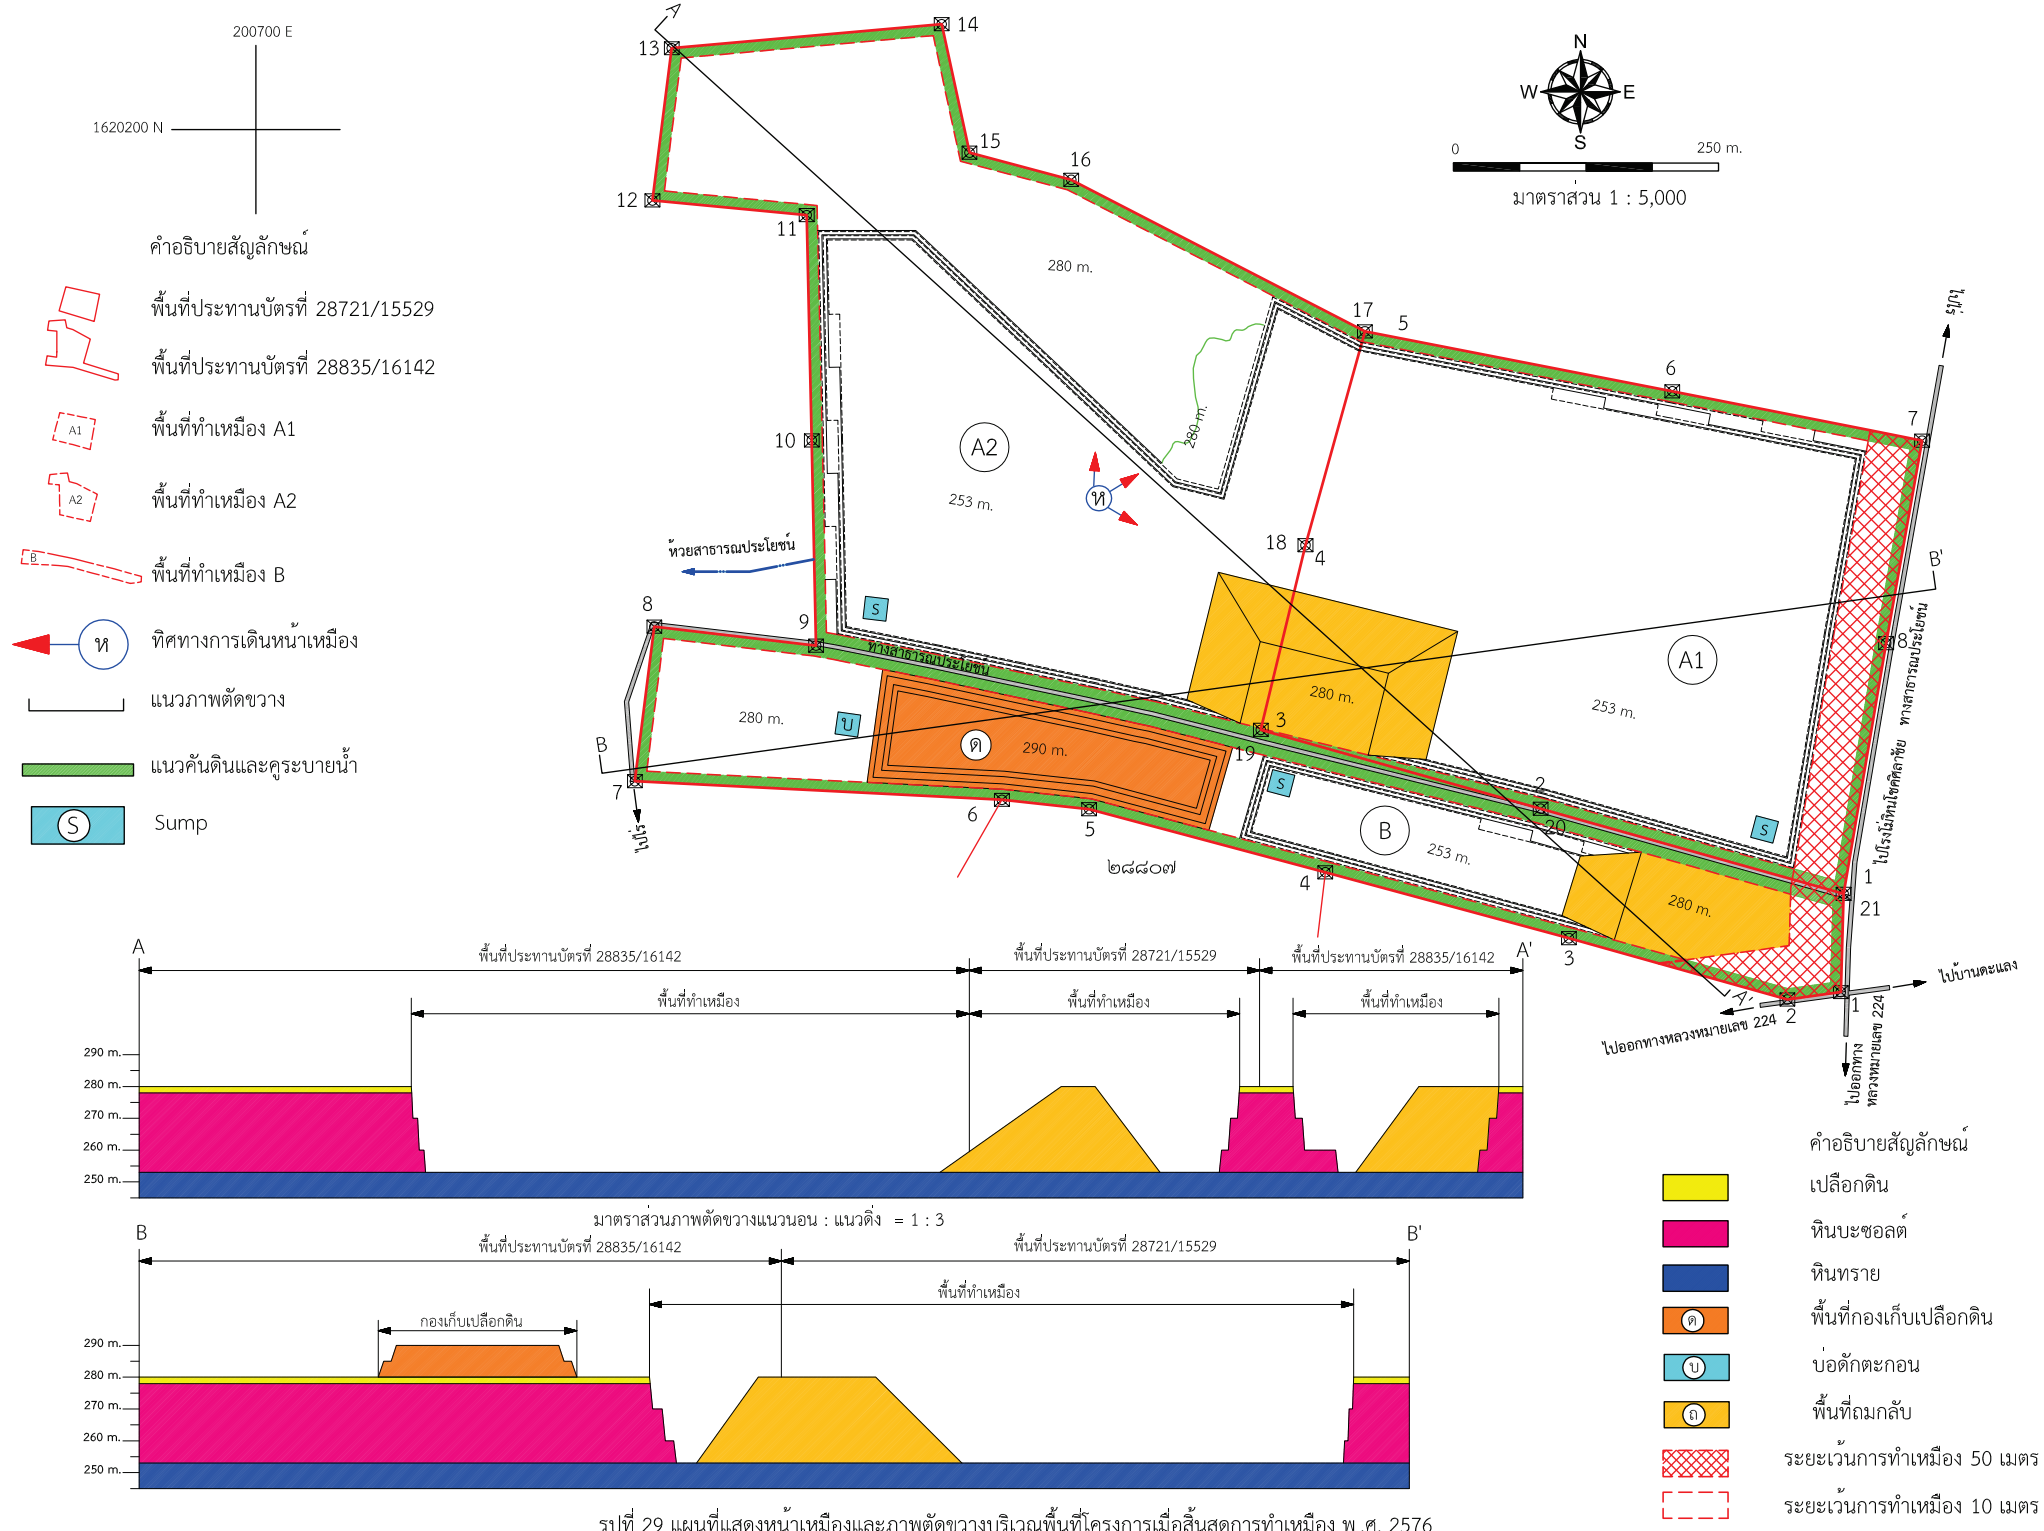 200700 E
1620200 N
คำอธิบายสัญลักษณ์
พื้นที่ประทานบัตรที่ 28721/15529
พื้นที่ประทานบัตรที่ 28835/16142
A1
พื้นที่ทำเหมือง A1
A2
พื้นที่ทำเหมือง A2
B
พื้นที่ทำเหมือง B
ห
ทิศทางการเดินหน้าเหมือง
แนวภาพตัดขวาง
แนวคันดินและคูระบายน้ำ
S
Sump
N
W E
S
0 250 m.
มาตราส่วน 1 : 5,000
A
13
14
15
16
12
11
280 m.
17
5
6
7
ไปไร่
10
A2
253 m.
280 m.
ห
18
4
B'
ห้วยสาธารณประโยชน์
8
9
S
ทางสาธารณประโยชน์
A1
8
ทางสาธารณประโยชน์
280 m.
253 m.
280 m.
บ
ด
290 m.
3
19
B
7
ไปไร่
6
5
S
2
20
S
B
253 m.
280 m.
ไปโรงโม่หินโชคศิลาชัย
1
21
๒๘๘๐๗
4
3
A'
2
1
ไปบ้านตะแลง
ไปออกทางหลวงหมายเลข 224
ไปออกทาง
หลวงหมายเลข 224
A
พื้นที่ประทานบัตรที่ 28835/16142
พื้นที่ประทานบัตรที่ 28721/15529
พื้นที่ประทานบัตรที่ 28835/16142
A'
พื้นที่ทำเหมือง
พื้นที่ทำเหมือง
พื้นที่ทำเหมือง
290 m.
280 m.
270 m.
260 m.
250 m.
มาตราส่วนภาพตัดขวางแนวนอน : แนวดิ่ง = 1 : 3
B
พื้นที่ประทานบัตรที่ 28835/16142
พื้นที่ประทานบัตรที่ 28721/15529
B'
พื้นที่ทำเหมือง
กองเก็บเปลือกดิน
290 m.
280 m.
270 m.
260 m.
250 m.
คำอธิบายสัญลักษณ์
เปลือกดิน
หินบะซอลต์
หินทราย
ด
พื้นที่กองเก็บเปลือกดิน
บ
บ่อดักตะกอน
ถ
พื้นที่ถมกลับ
ระยะเว้นการทำเหมือง 50 เมตร
ระยะเว้นการทำเหมือง 10 เมตร
รูปที่ 29 แผนที่แสดงหน้าเหมืองและภาพตัดขวางบริเวณพื้นที่โครงการเมื่อสิ้นสุดการทำเหมือง พ.ศ. 2576